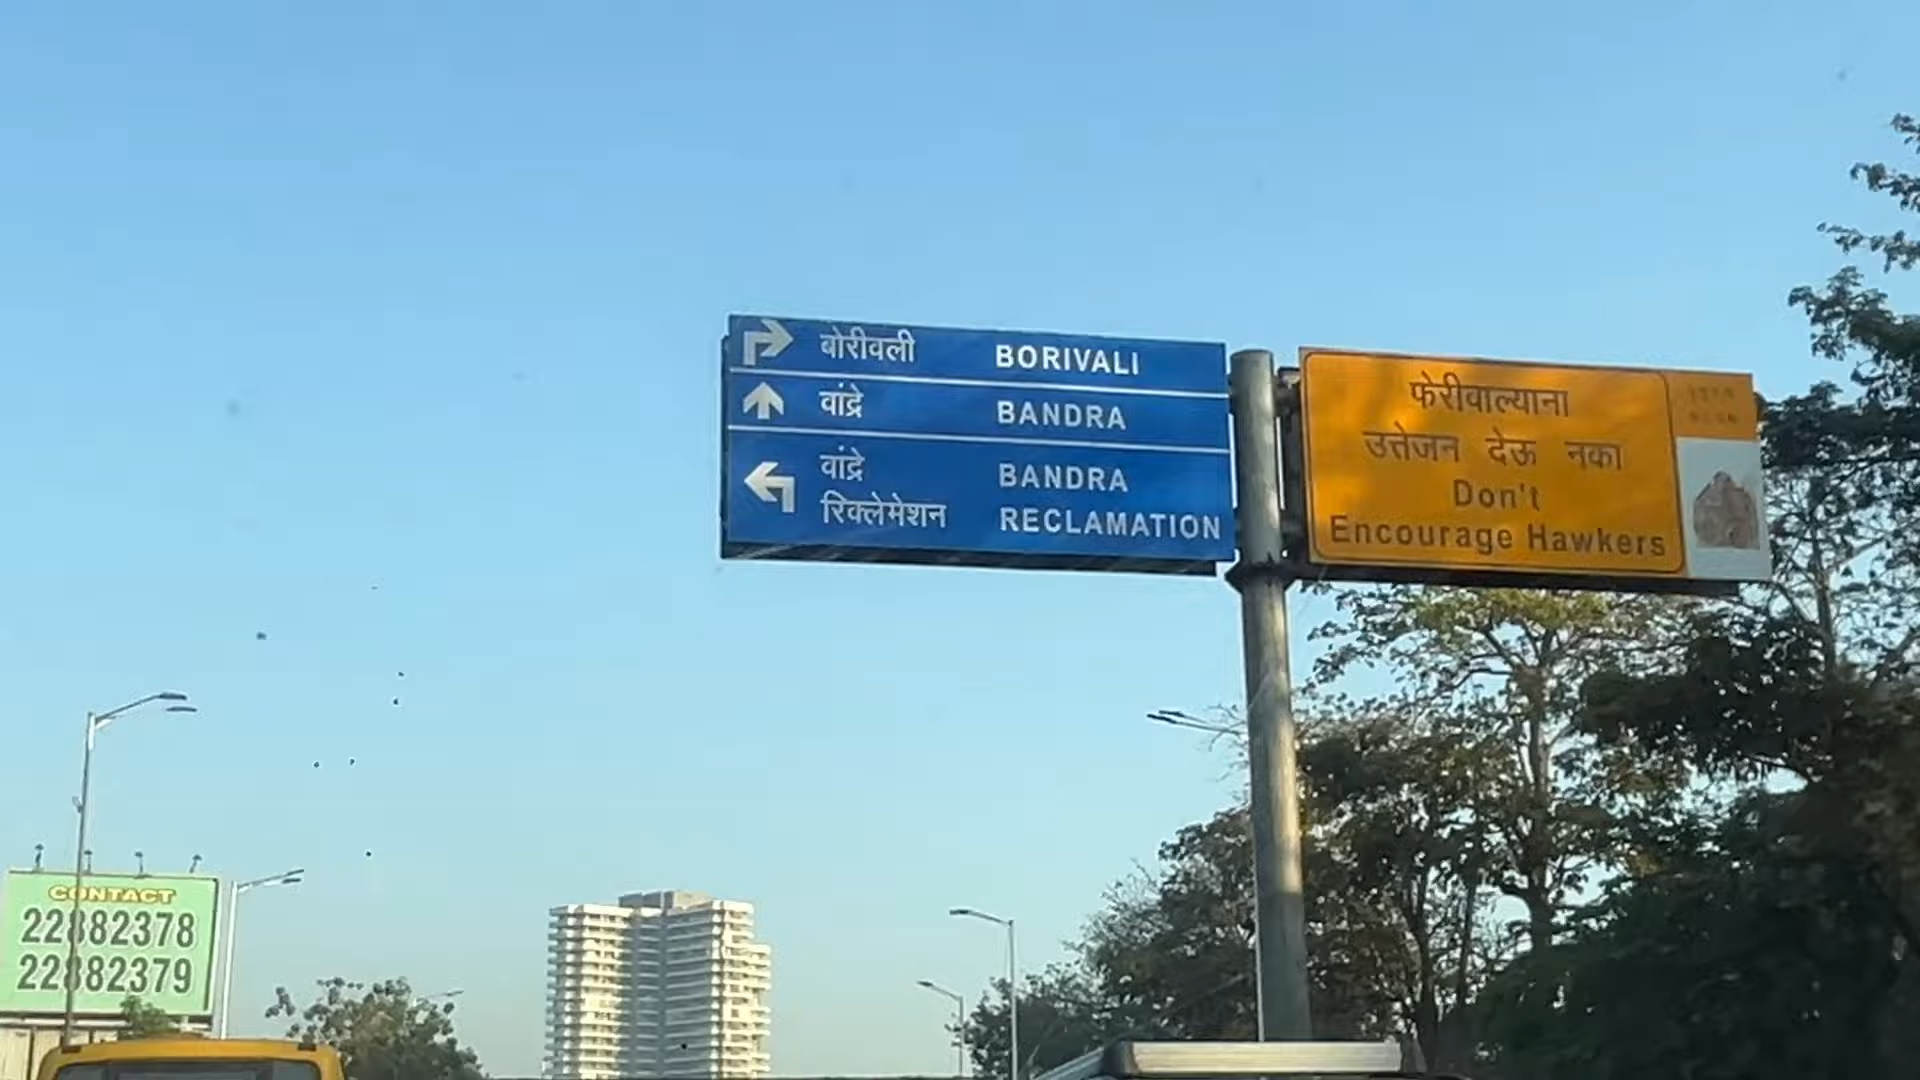 बोरीवली BORIVALI
वांद्रे BANDRA
वांद्रे BANDRA
रिक्लेमेशन RECLAMATION
फेरीवाल्याना
उत्तेजन देऊ नका
Don't
Encourage Hawkers
CONTACT
22882378
22882379